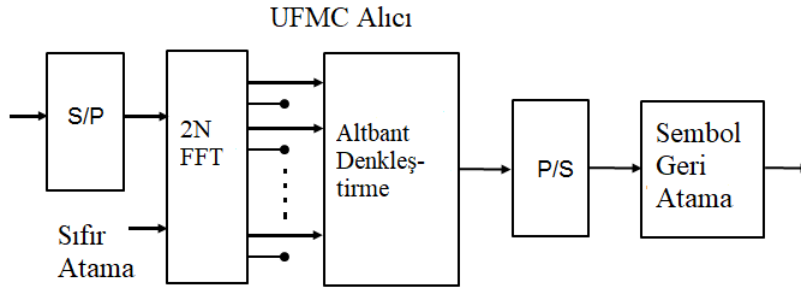 UFMC Alıcı
S/P
2N
FFT
Sıfır
Atama
Altbant
Denkleş-
tirme
P/S
Sembol
Geri
Atama